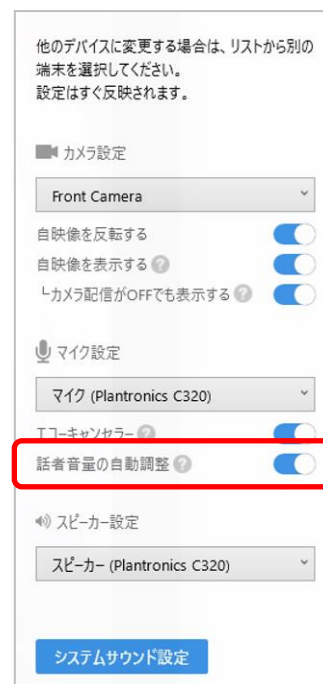 他のデバイスに変更する場合は、リストから別の
端末を選択してください。
設定はすぐ反映されます。
カメラ設定
Front Camera
自映像を反転する
自映像を表示する ?
└カメラ配信がOFFでも表示する ?
マイク設定
マイク (Plantronics C320)
エコーキャンセラー ?
話者音量の自動調整 ?
スピーカー設定
スピーカー (Plantronics C320)
システムサウンド設定